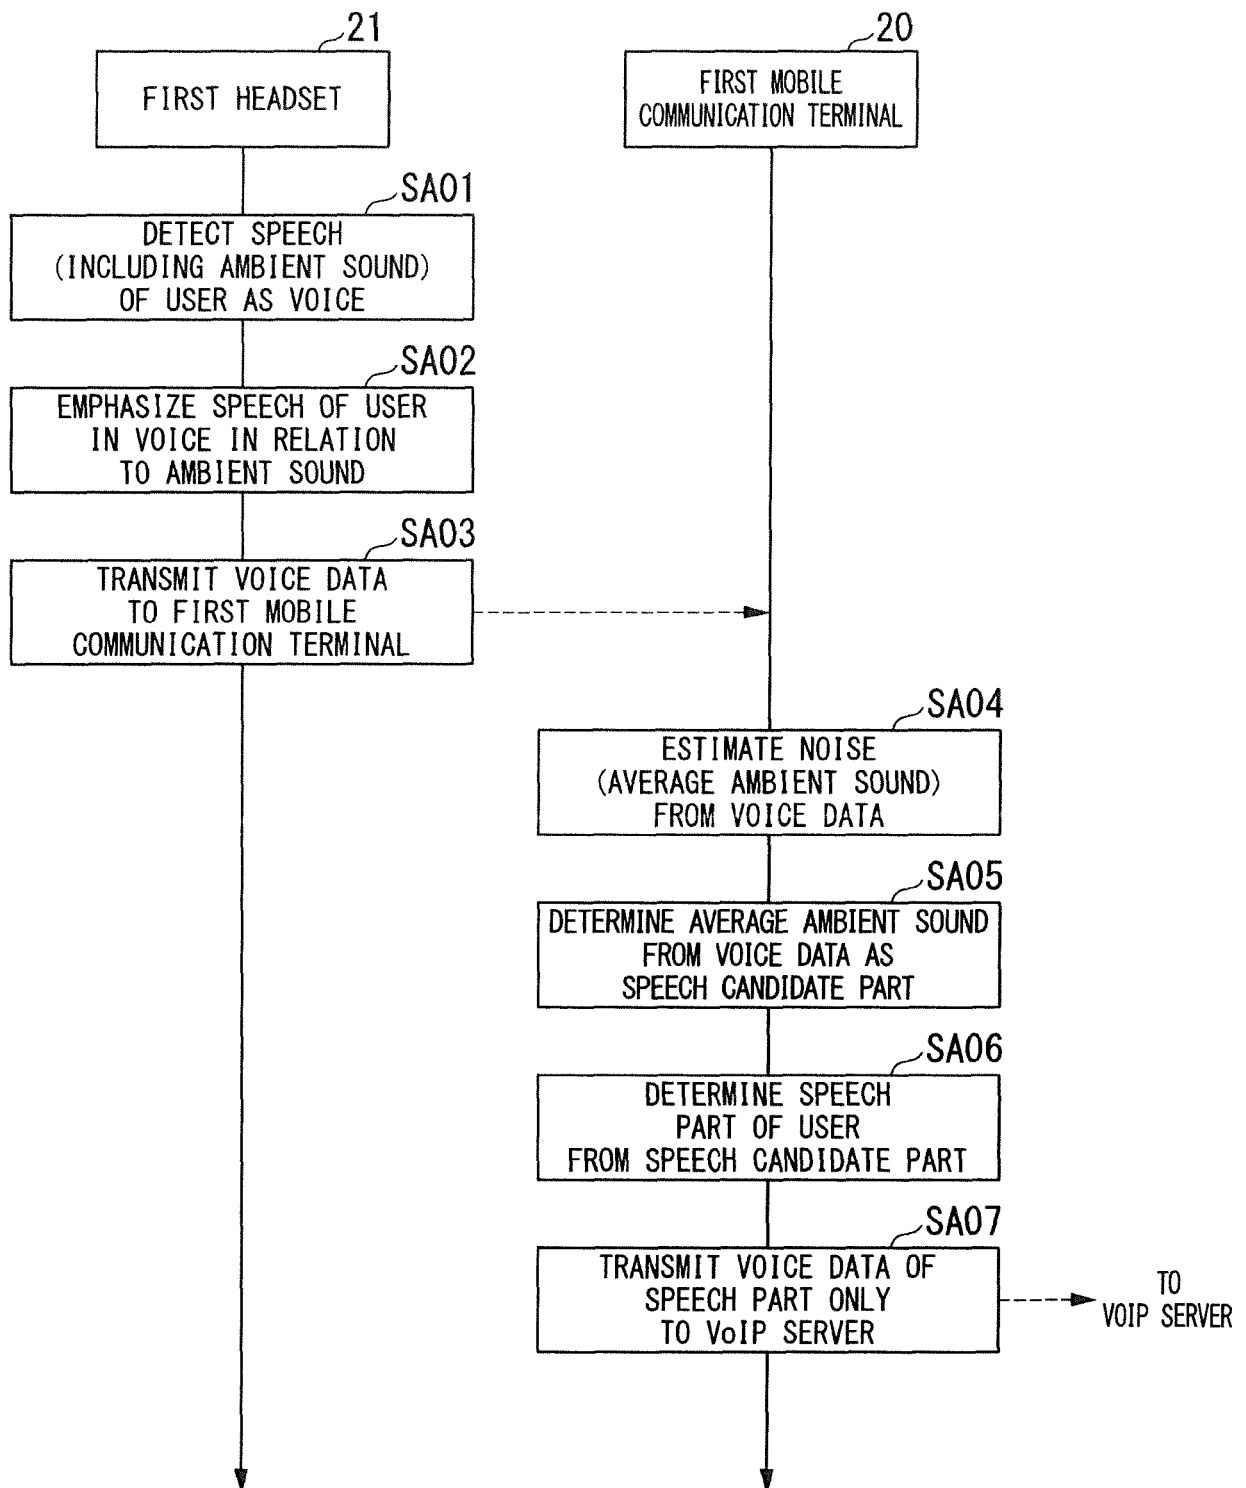 21
FIRST HEADSET
20
FIRST MOBILE
COMMUNICATION TERMINAL
SA01
DETECT SPEECH
(INCLUDING AMBIENT SOUND)
OF USER AS VOICE
SA02
EMPHASIZE SPEECH OF USER
IN VOICE IN RELATION
TO AMBIENT SOUND
SA03
TRANSMIT VOICE DATA
TO FIRST MOBILE
COMMUNICATION TERMINAL
SA04
ESTIMATE NOISE
(AVERAGE AMBIENT SOUND)
FROM VOICE DATA
SA05
DETERMINE AVERAGE AMBIENT SOUND
FROM VOICE DATA AS
SPEECH CANDIDATE PART
SA06
DETERMINE SPEECH
PART OF USER
FROM SPEECH CANDIDATE PART
SA07
TRANSMIT VOICE DATA OF
SPEECH PART ONLY
TO VoIP SERVER
TO
VOIP SERVER